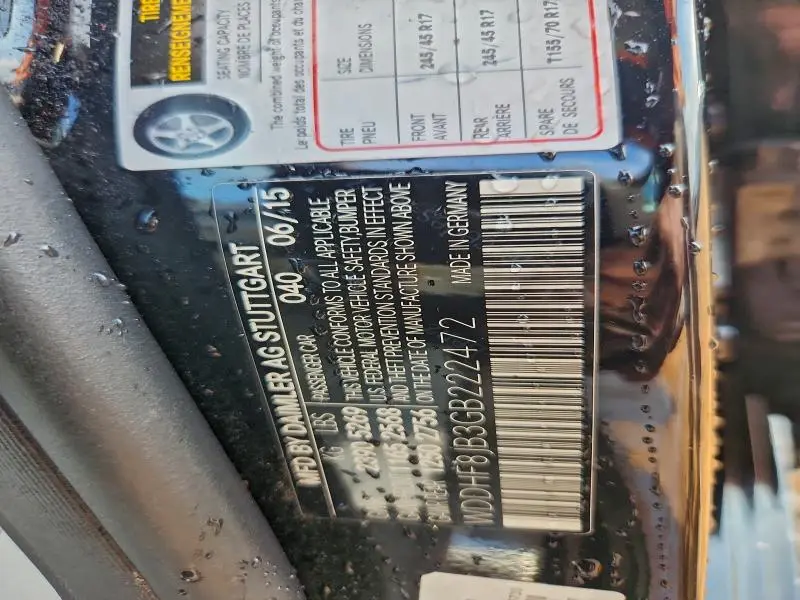 TIRE
RENSEIGNEME
SEATING CAPACITY
NOMBRE DE PLACES
The combined weight of occupants
Le poids total des occupants et du cha
TIRE
PNEU
SIZE
DIMENSIONS
FRONT
AVANT
245/45 R17
REAR
ARRIÈRE
245/45 R17
SPARE
DE SECOURS
T155/70 R17
MFD BY DAIMLER AG STUTTGART
040 06/15
PASSENGER CAR
THIS VEHICLE CONFORMS TO ALL APPLICABLE
U.S. FEDERAL MOTOR VEHICLE SAFETY, BUMPER
AND THEFT PREVENTION STANDARDS IN EFFECT
ON THE DATE OF MANUFACTURE SHOWN ABOVE
KG LBS
2390 5269
1165 2568
1250 2756
WDDHF8JB3GB222472
MADE IN GERMANY